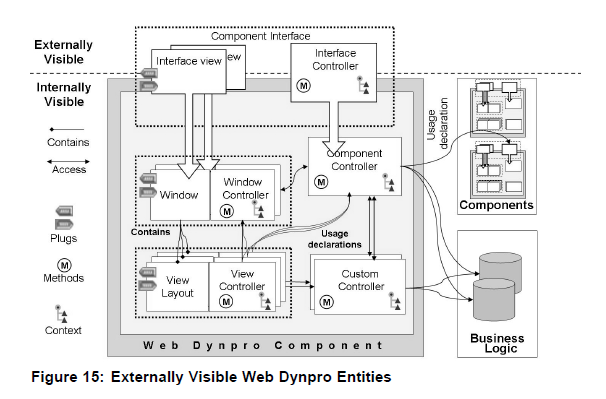 Component Interface
Externally
Visible
Interface view
ew
Interface
Controller
M
Internally
Visible
Contains
Access
Plugs
M
Methods
Context
Usage
declaration
Components
Component
Controller
M
Window
Window
Controller
M
Contains
Usage
declarations
View
Layout
View
Controller
M
Custom
Controller
M
Business
Logic
Web Dynpro Component
Figure 15: Externally Visible Web Dynpro Entities